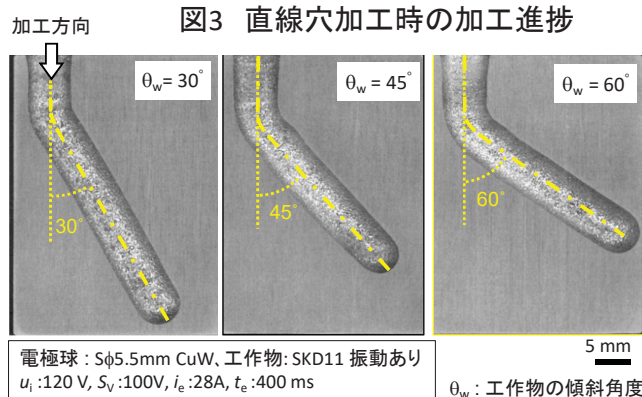 図3 直線穴加工時の加工進捗
加工方向
θw = 30°
θw = 45°
θw = 60°
30°
45°
60°
電極球 : Sϕ5.5mm CuW、工作物: SKD11 振動あり
ui :120 V, SV :100V, ie :28A, te :400 ms
5 mm
θw : 工作物の傾斜角度